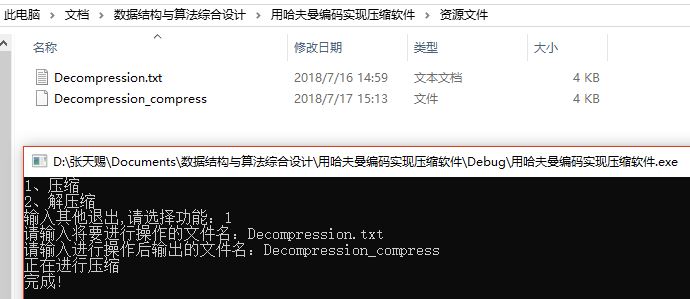 此电脑 > 文档 > 数据结构与算法综合设计 > 用哈夫曼编码实现压缩软件 > 资源文件
名称 修改日期 类型 大小
Decompression.txt 2018/7/16 14:59 文本文档 4 KB
Decompression_compress 2018/7/17 15:13 文件 4 KB
D:\张天赐\Documents\数据结构与算法综合设计\用哈夫曼编码实现压缩软件\Debug\用哈夫曼编码实现压缩软件.exe
1、压缩
2、解压缩
输入其他退出,请选择功能：1
请输入将要进行操作的文件名：Decompression.txt
请输入进行操作后输出的文件名：Decompression_compress
正在进行压缩
完成!